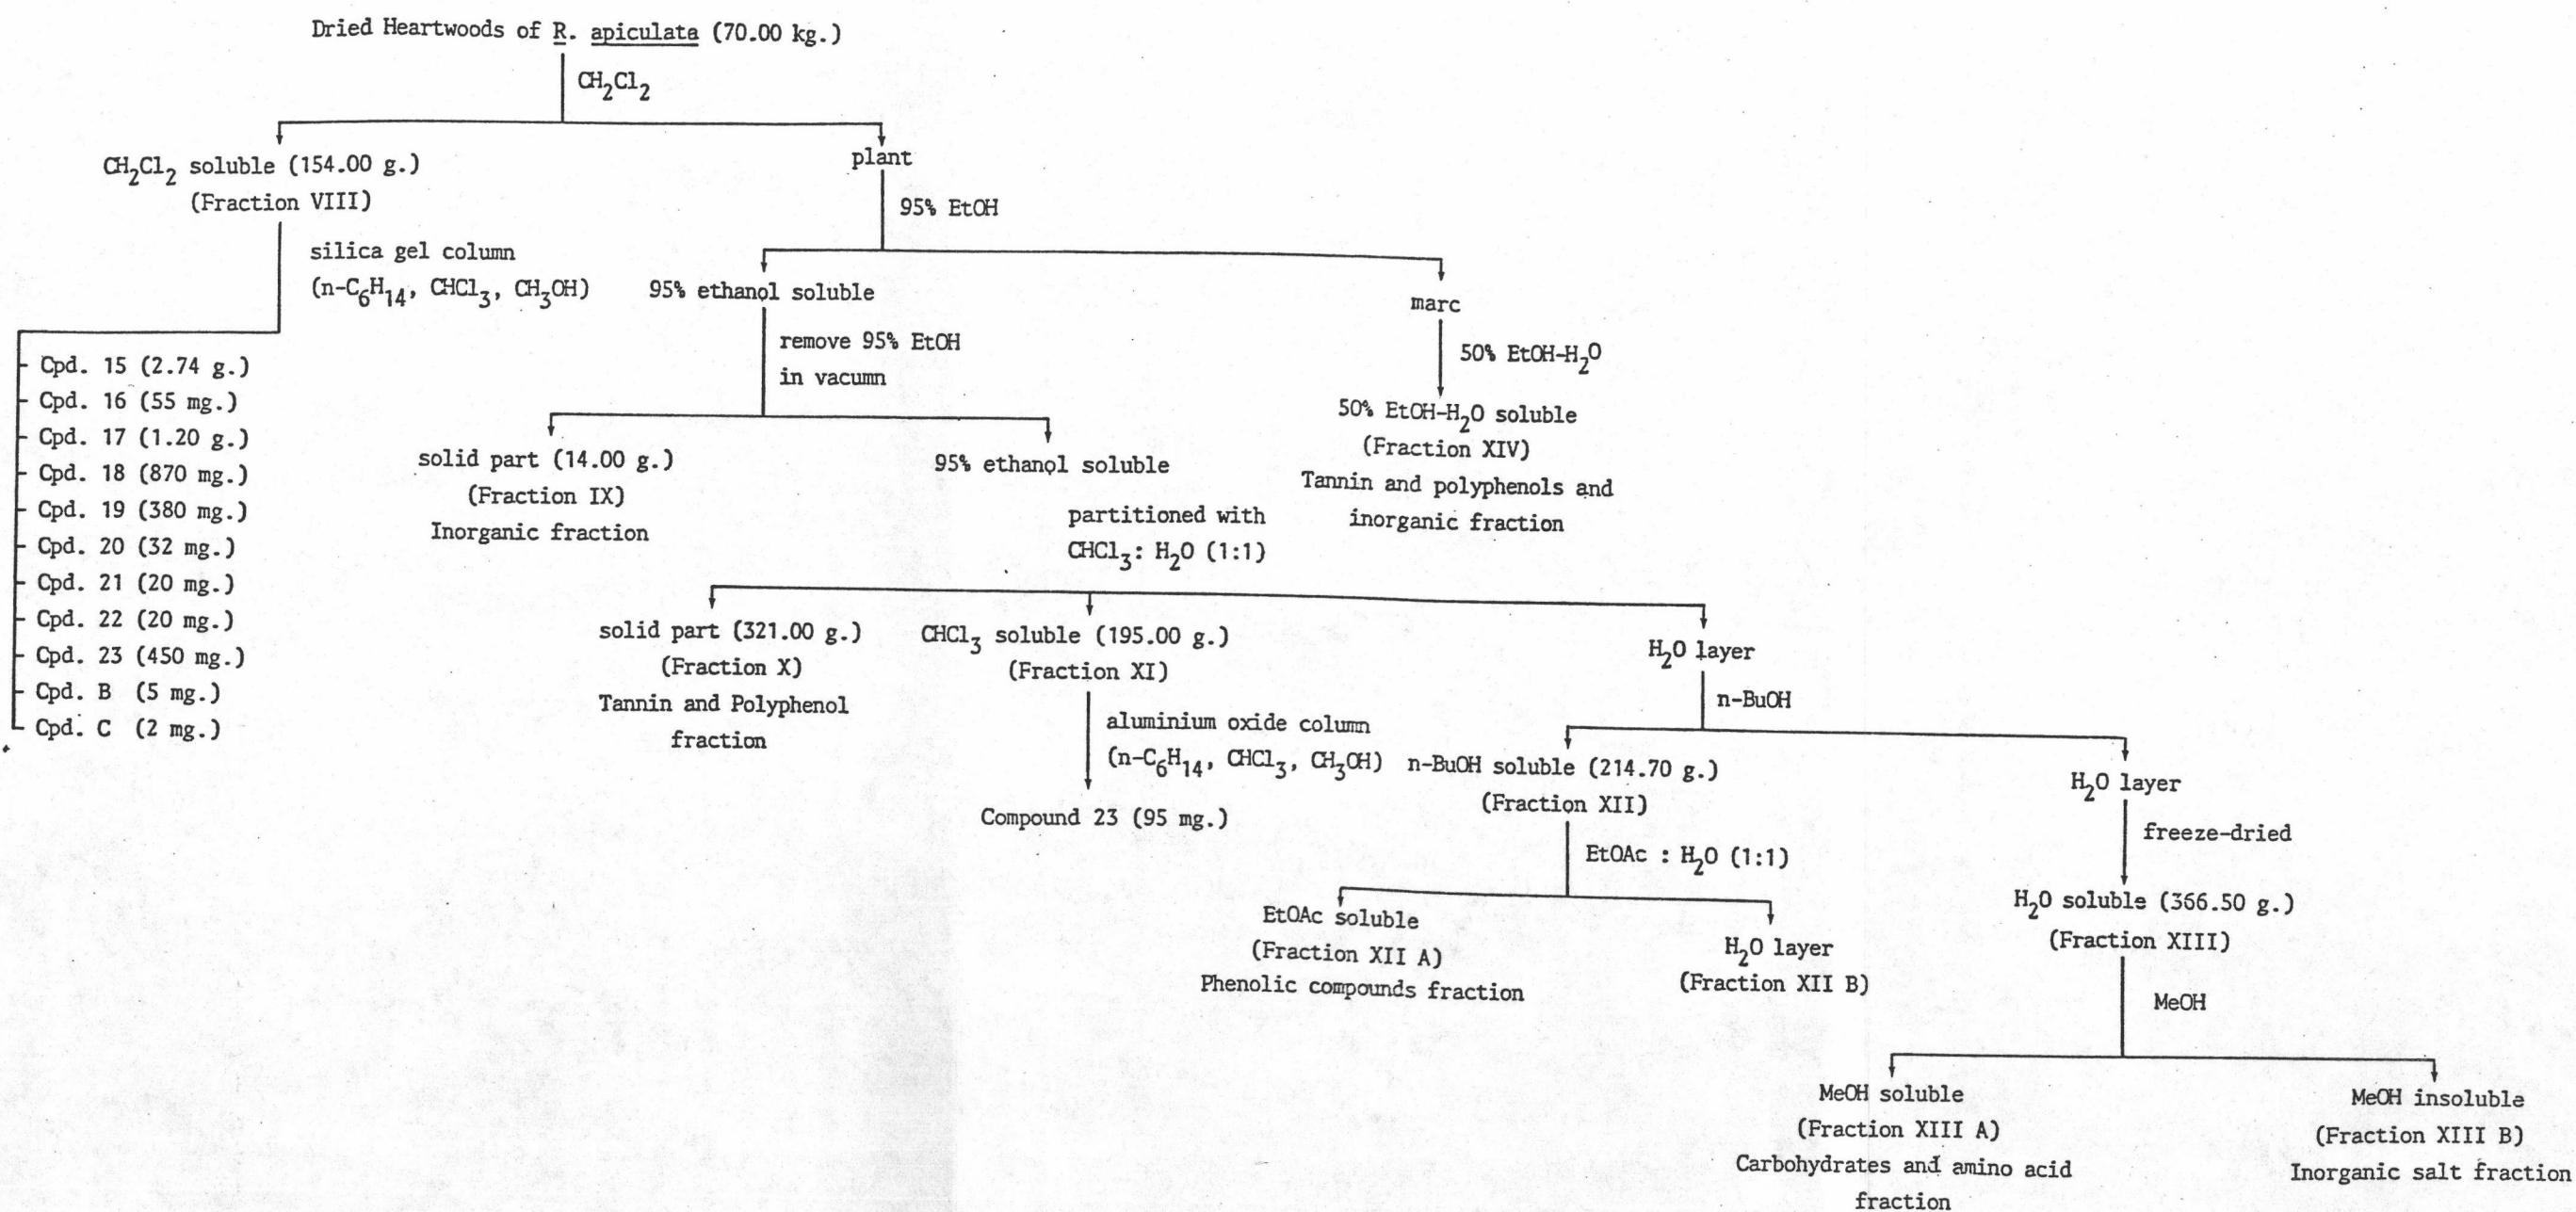 Dried Heartwoods of R. apiculata (70.00 kg.)
CH2Cl2
CH2Cl2 soluble (154.00 g.)
(Fraction VIII)
silica gel column
(n-C6H14, CHCl3, CH3OH)
Cpd. 15 (2.74 g.)
Cpd. 16 (55 mg.)
Cpd. 17 (1.20 g.)
Cpd. 18 (870 mg.)
Cpd. 19 (380 mg.)
Cpd. 20 (32 mg.)
Cpd. 21 (20 mg.)
Cpd. 22 (20 mg.)
Cpd. 23 (450 mg.)
Cpd. B (5 mg.)
Cpd. C (2 mg.)
plant
95% EtOH
95% ethanol soluble
remove 95% EtOH
in vacumn
solid part (14.00 g.)
(Fraction IX)
Inorganic fraction
95% ethanol soluble
partitioned with
CHCl3: H2O (1:1)
marc
50% EtOH-H2O
50% EtOH-H2O soluble
(Fraction XIV)
Tannin and polyphenols and
inorganic fraction
solid part (321.00 g.)
(Fraction X)
Tannin and Polyphenol
fraction
CHCl3 soluble (195.00 g.)
(Fraction XI)
aluminium oxide column
(n-C6H14, CHCl3, CH3OH)
Compound 23 (95 mg.)
H2O layer
n-BuOH
n-BuOH soluble (214.70 g.)
(Fraction XII)
EtOAc : H2O (1:1)
EtOAc soluble
(Fraction XII A)
Phenolic compounds fraction
H2O layer
(Fraction XII B)
H2O layer
freeze-dried
H2O soluble (366.50 g.)
(Fraction XIII)
MeOH
MeOH soluble
(Fraction XIII A)
Carbohydrates and amino acid
fraction
MeOH insoluble
(Fraction XIII B)
Inorganic salt fraction